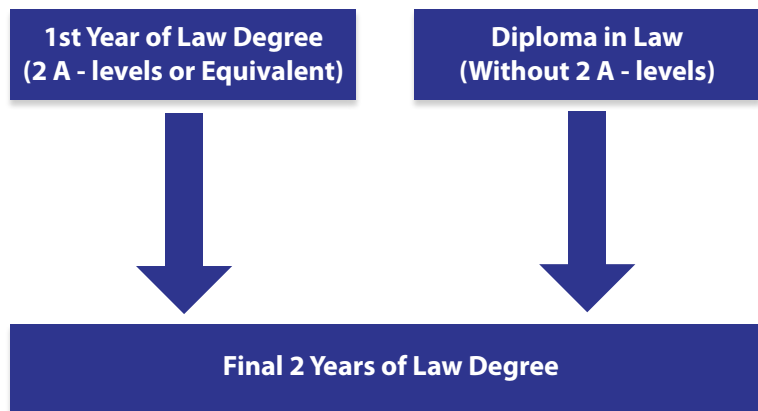 1st Year of Law Degree
(2 A - levels or Equivalent)
Diploma in Law
(Without 2 A - levels)
Final 2 Years of Law Degree